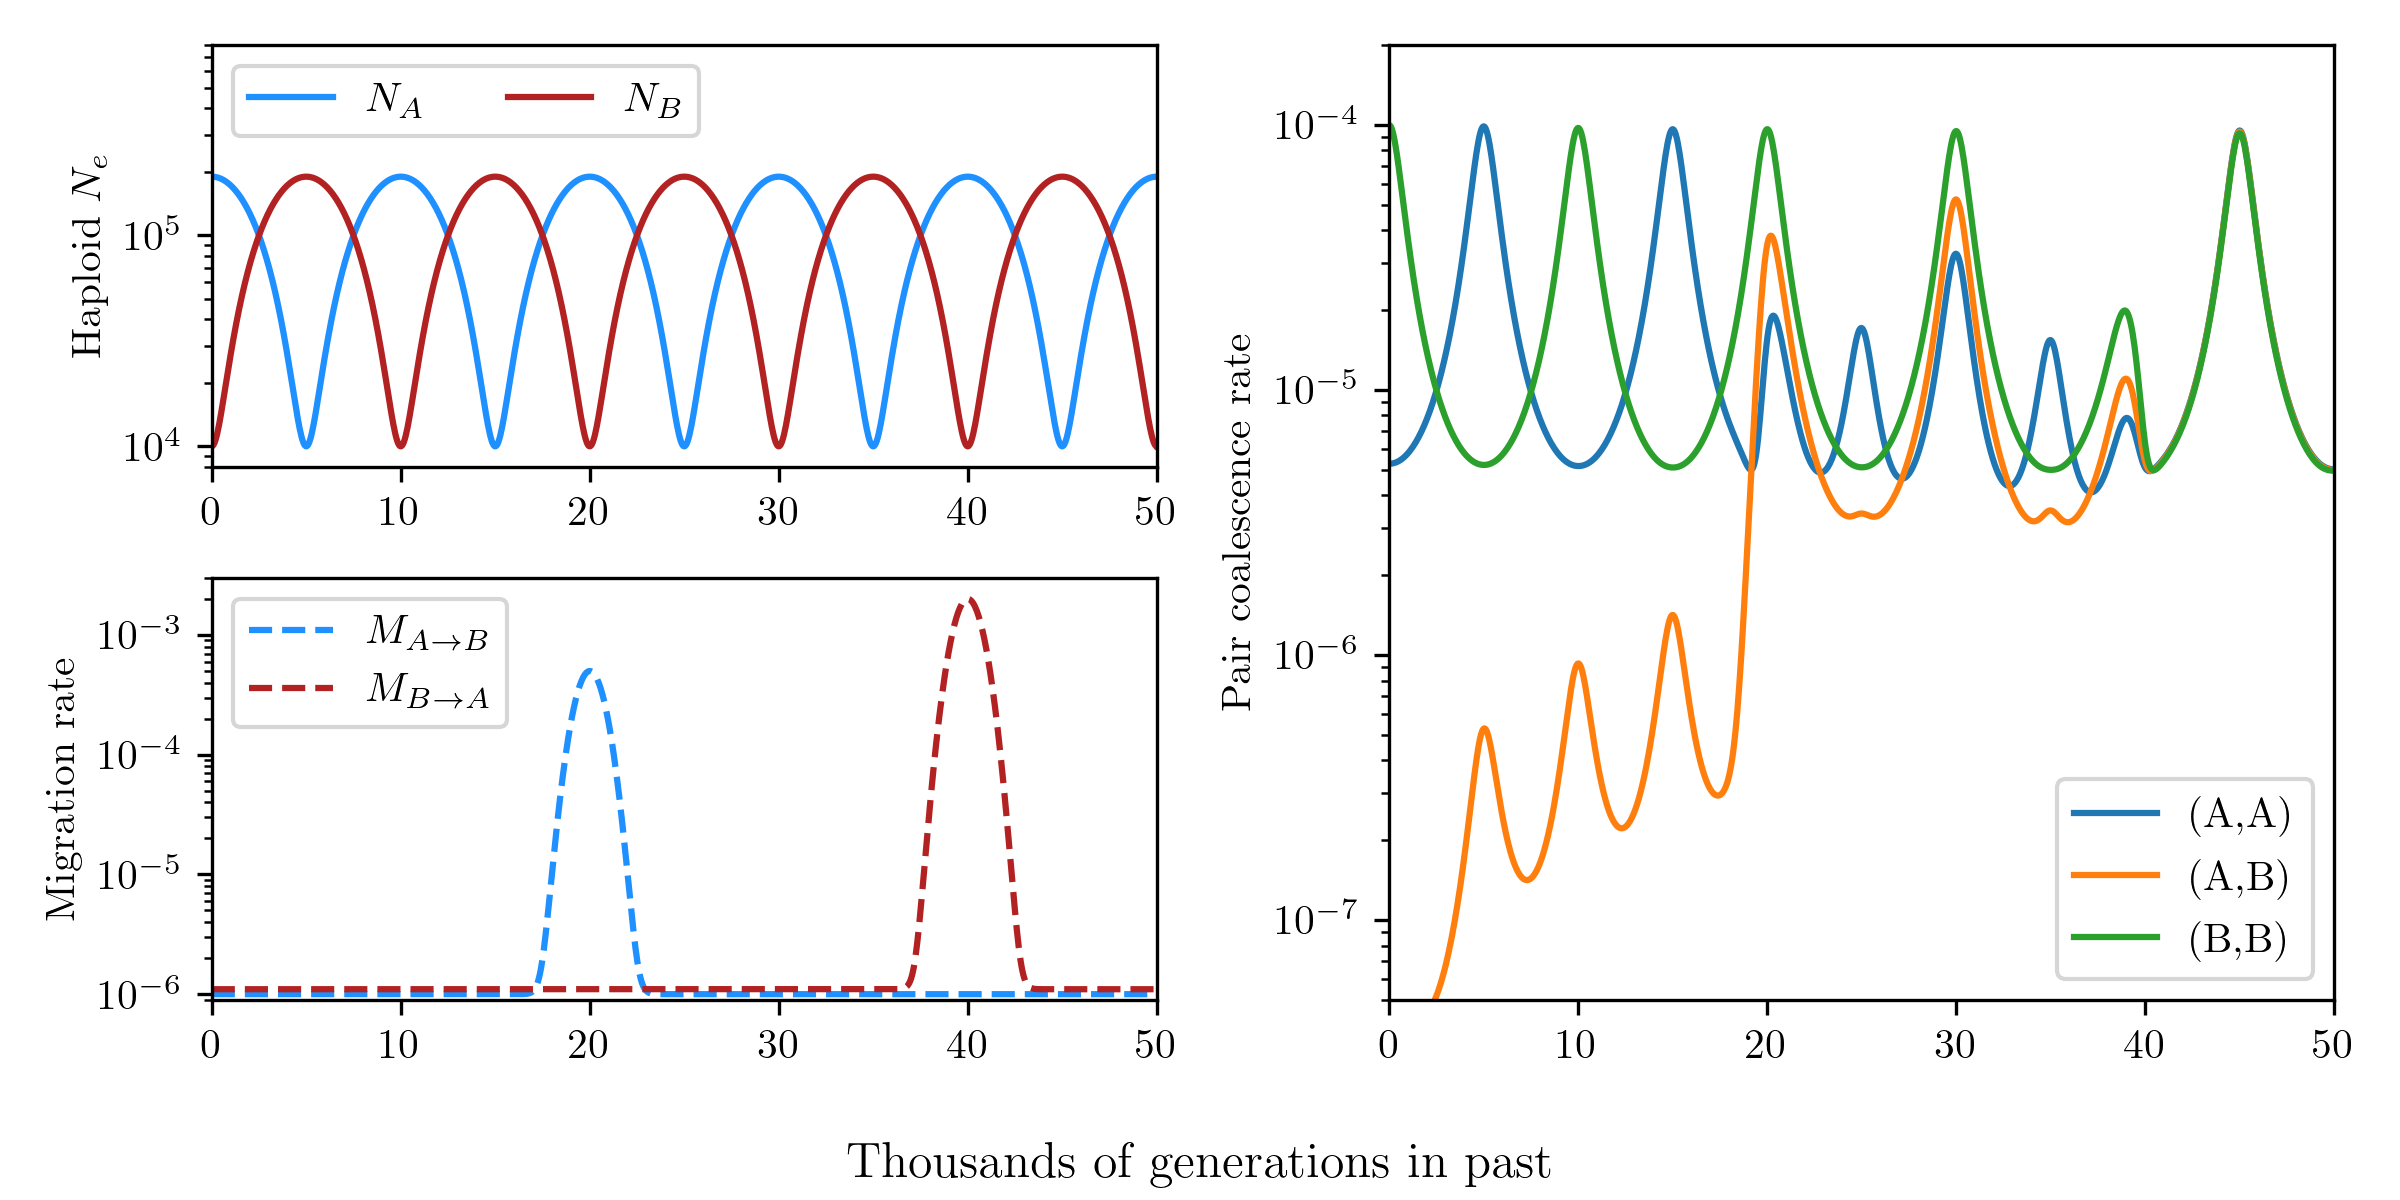 Haploid N_e
10^5
10^4
N_A
N_B
0 10 20 30 40 50
Migration rate
10^-3
10^-4
10^-5
10^-6
M_{A→B}
M_{B→A}
0 10 20 30 40 50
Pair coalescence rate
10^-4
10^-5
10^-6
10^-7
(A,A)
(A,B)
(B,B)
0 10 20 30 40 50
Thousands of generations in past